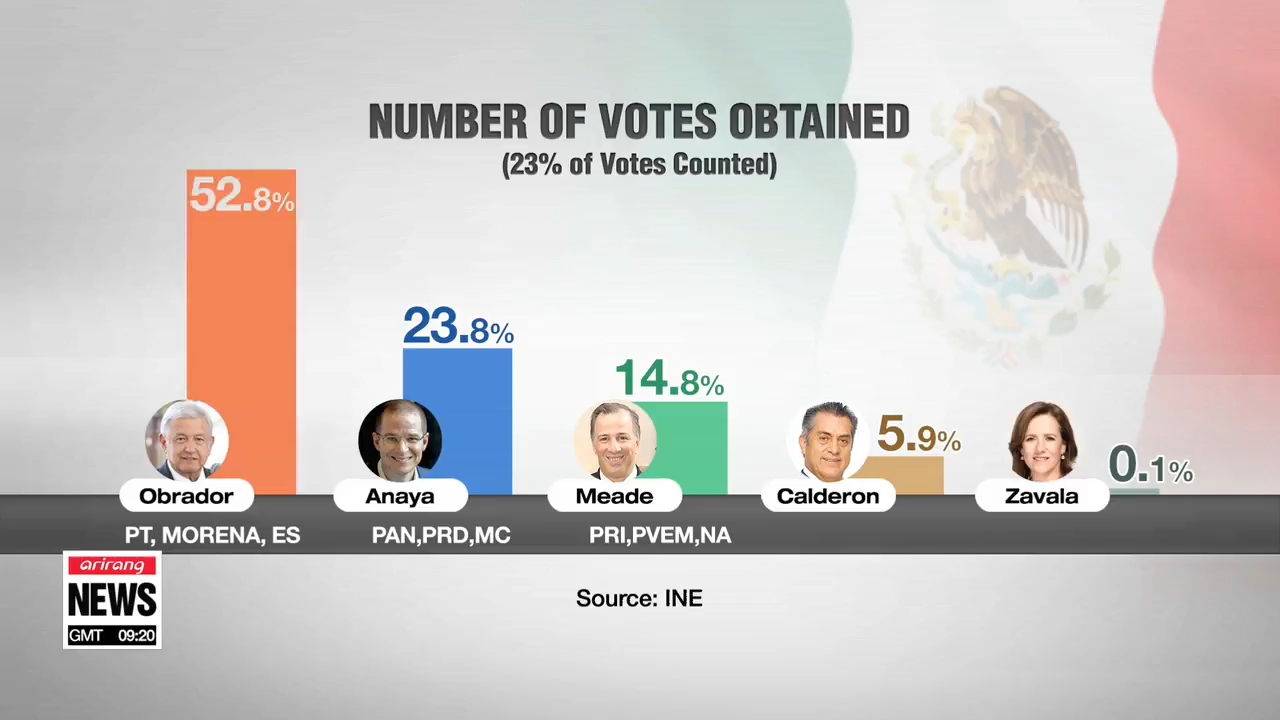 NUMBER OF VOTES OBTAINED
(23% of Votes Counted)
52.8%
23.8%
14.8%
5.9%
0.1%
Obrador
Anaya
Meade
Calderon
Zavala
PT, MORENA, ES
PAN,PRD,MC
PRI,PVEM,NA
arirang
NEWS
GMT 09:20
Source: INE